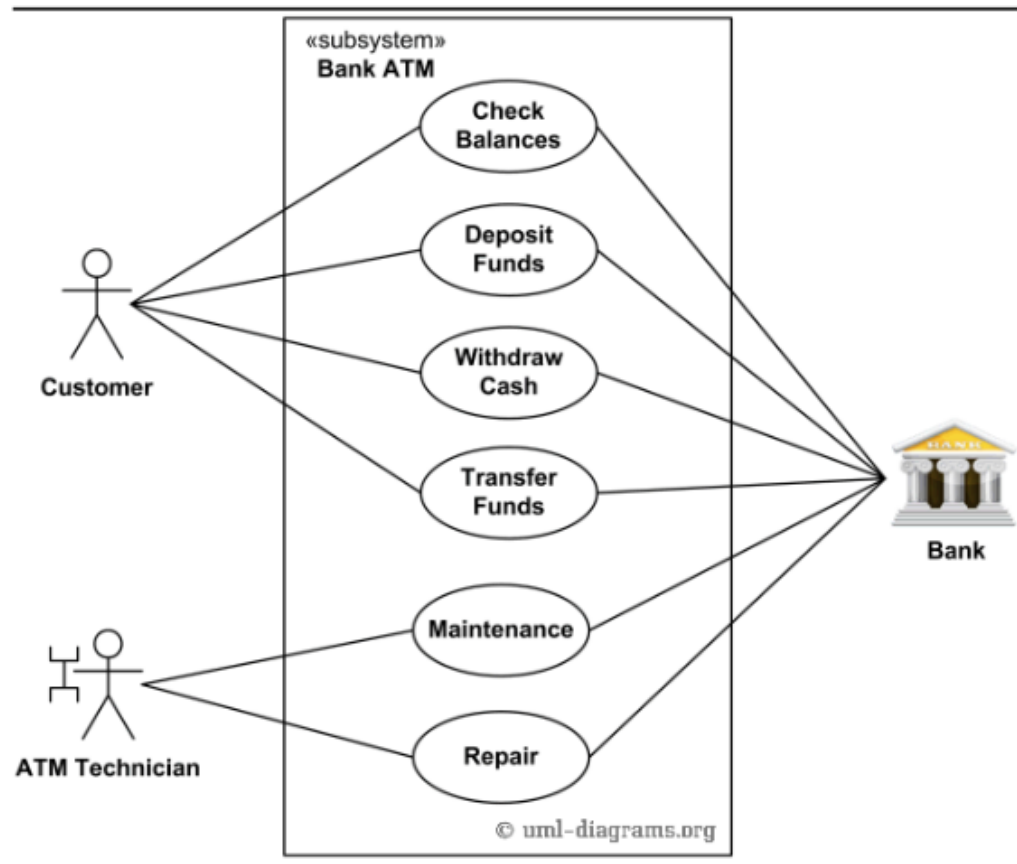 «subsystem»
Bank ATM
Check
Balances
Deposit
Funds
Withdraw
Cash
Customer
Transfer
Funds
BANK
Bank
Maintenance
ATM Technician
Repair
© uml-diagrams.org